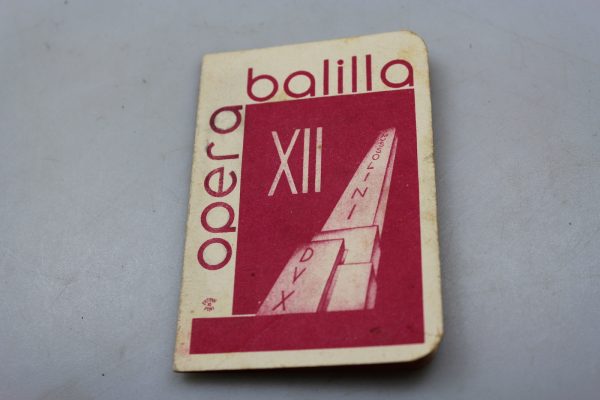 opera
balilla
XII
MUSSOLINI
DVX